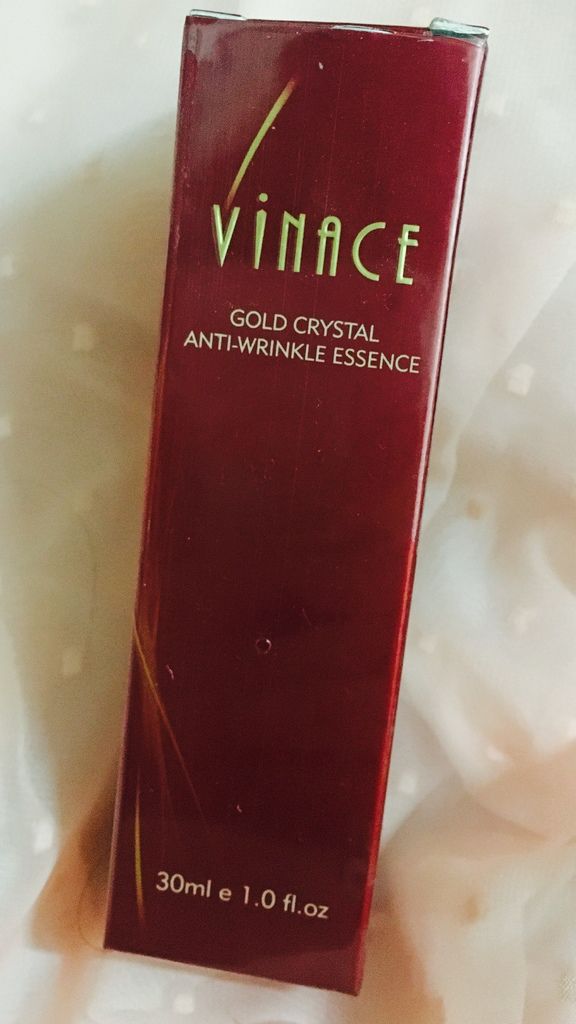 ViNACE
GOLD CRYSTAL
ANTI-WRINKLE ESSENCE
30ml e 1.0 fl.oz